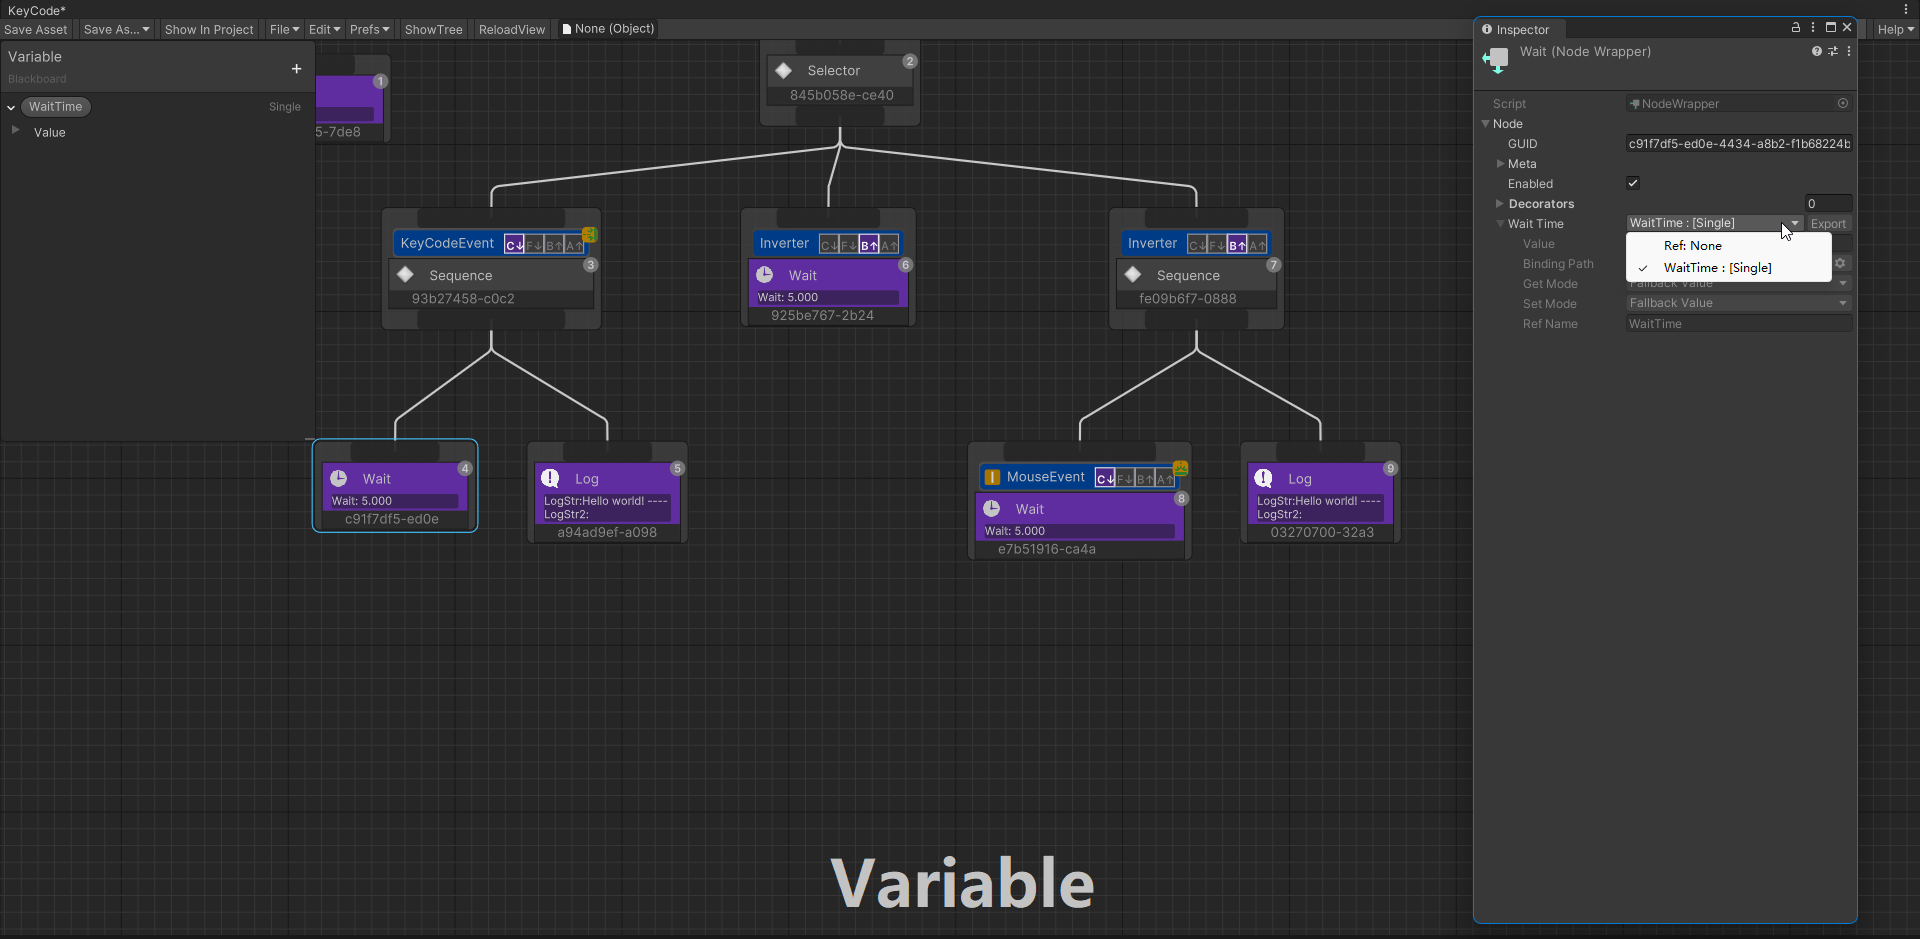 KeyCode*
Save Asset Save As... Show In Project File Edit Prefs ShowTree ReloadView None (Object) Help
Variable
Blackboard
+
WaitTime Single
Value
1
5-7de8
Selector 2
845b058e-ce40
KeyCodeEvent C↓ F↓ B↑ A↑
Sequence 3
93b27458-c0c2
Inverter C↓ F↓ B↑ A↑
Wait 6
Wait: 5.000
925be767-2b24
Inverter C↓ F↓ B↑ A↑
Sequence 7
fe09b6f7-0888
Wait 4
Wait: 5.000
c91f7df5-ed0e
Log 5
LogStr:Hello world! ----
LogStr2:
a94ad9ef-a098
MouseEvent C↓ F↓ B↑ A↑
Wait 8
Wait: 5.000
e7b51916-ca4a
Log 9
LogStr:Hello world! ----
LogStr2:
03270700-32a3
Inspector
Wait (Node Wrapper)
Script NodeWrapper
Node
GUID c91f7df5-ed0e-4434-a8b2-f1b68224b
Meta
Enabled
Decorators 0
Wait Time WaitTime : [Single] Export
Ref: None
WaitTime : [Single]
Value
Binding Path
Get Mode Fallback Value
Set Mode Fallback Value
Ref Name WaitTime
Variable